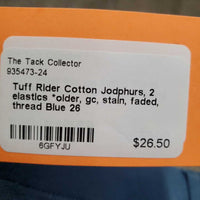 The Tack Collector
935473-24
Tuff Rider Cotton Jodphurs, 2
elastics *older, gc, stain, faded,
thread Blue 26
6GFYJU
$26.50